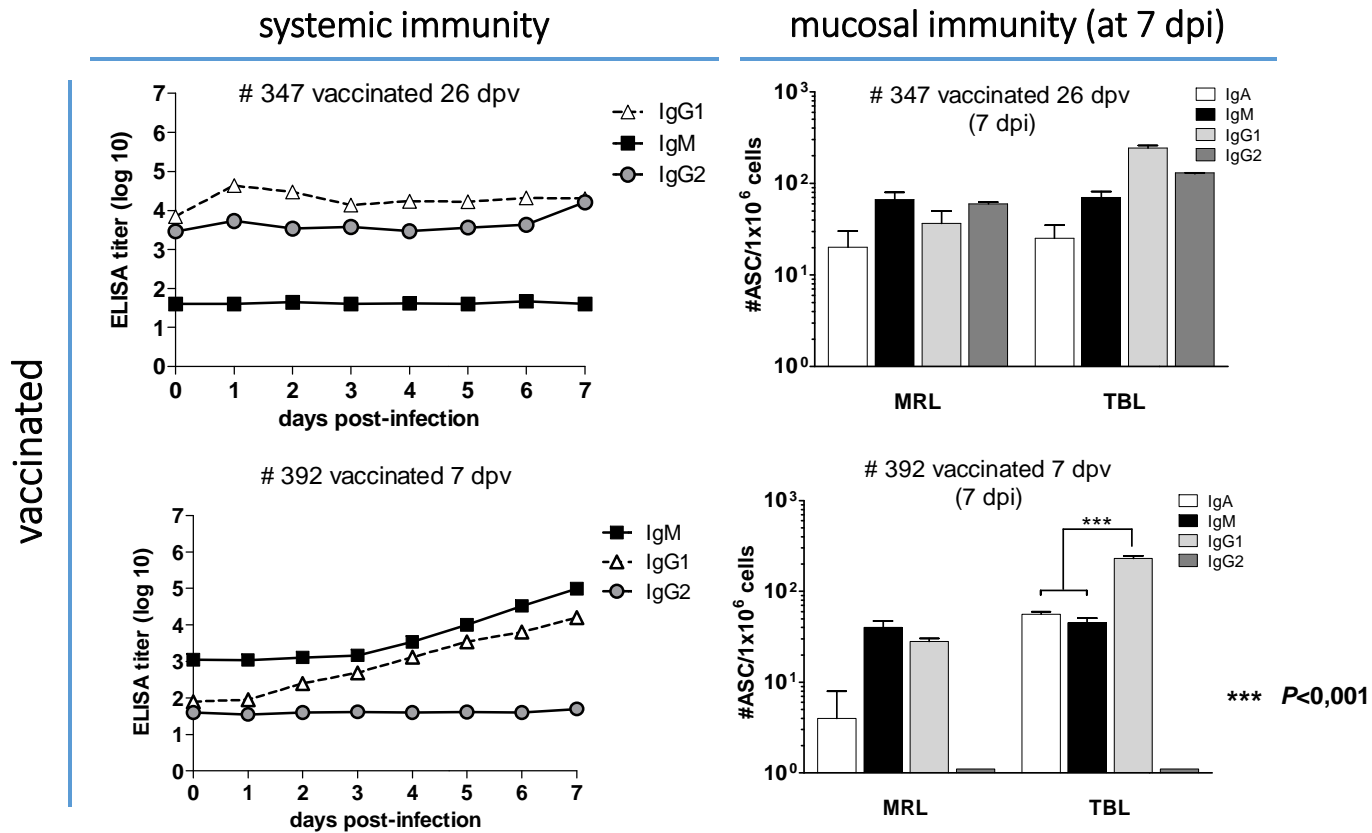 systemic immunity
mucosal immunity (at 7 dpi)
vaccinated
# 347 vaccinated 26 dpv
IgG1
IgM
IgG2
ELISA titer (log 10)
7
6
5
4
3
2
1
0
0 1 2 3 4 5 6 7
days post-infection
# 347 vaccinated 26 dpv
(7 dpi)
IgA
IgM
IgG1
IgG2
#ASC/1x10⁶ cells
10³
10²
10¹
10⁰
MRL TBL
# 392 vaccinated 7 dpv
IgM
IgG1
IgG2
ELISA titer (log 10)
7
6
5
4
3
2
1
0
0 1 2 3 4 5 6 7
days post-infection
# 392 vaccinated 7 dpv
(7 dpi)
IgA
IgM
IgG1
IgG2
***
#ASC/1x10⁶ cells
10³
10²
10¹
10⁰
MRL TBL
*** P<0,001